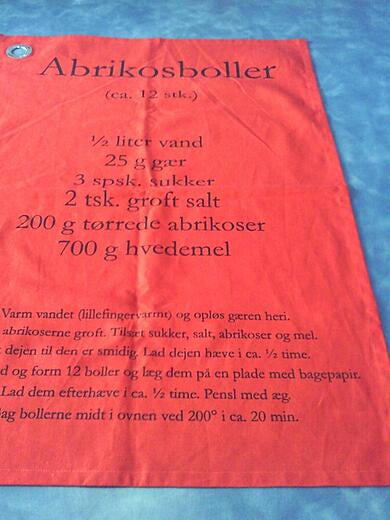 Abrikosboller
(ca. 12 stk.)
½ liter vand
25 g gær
3 spsk. sukker
2 tsk. groft salt
200 g tørrede abrikoser
700 g hvedemel
Varm vandet (lillefingervarmt) og opløs gæren heri.
abrikoserne groft. Tilsæt sukker, salt, abrikoser og mel.
dejen til den er smidig. Lad dejen hæve i ca. ½ time.
og form 12 boller og læg dem på en plade med bagepapir.
Lad dem efterhæve i ca. ½ time. Pensl med æg.
bollerne midt i ovnen ved 200° i ca. 20 min.